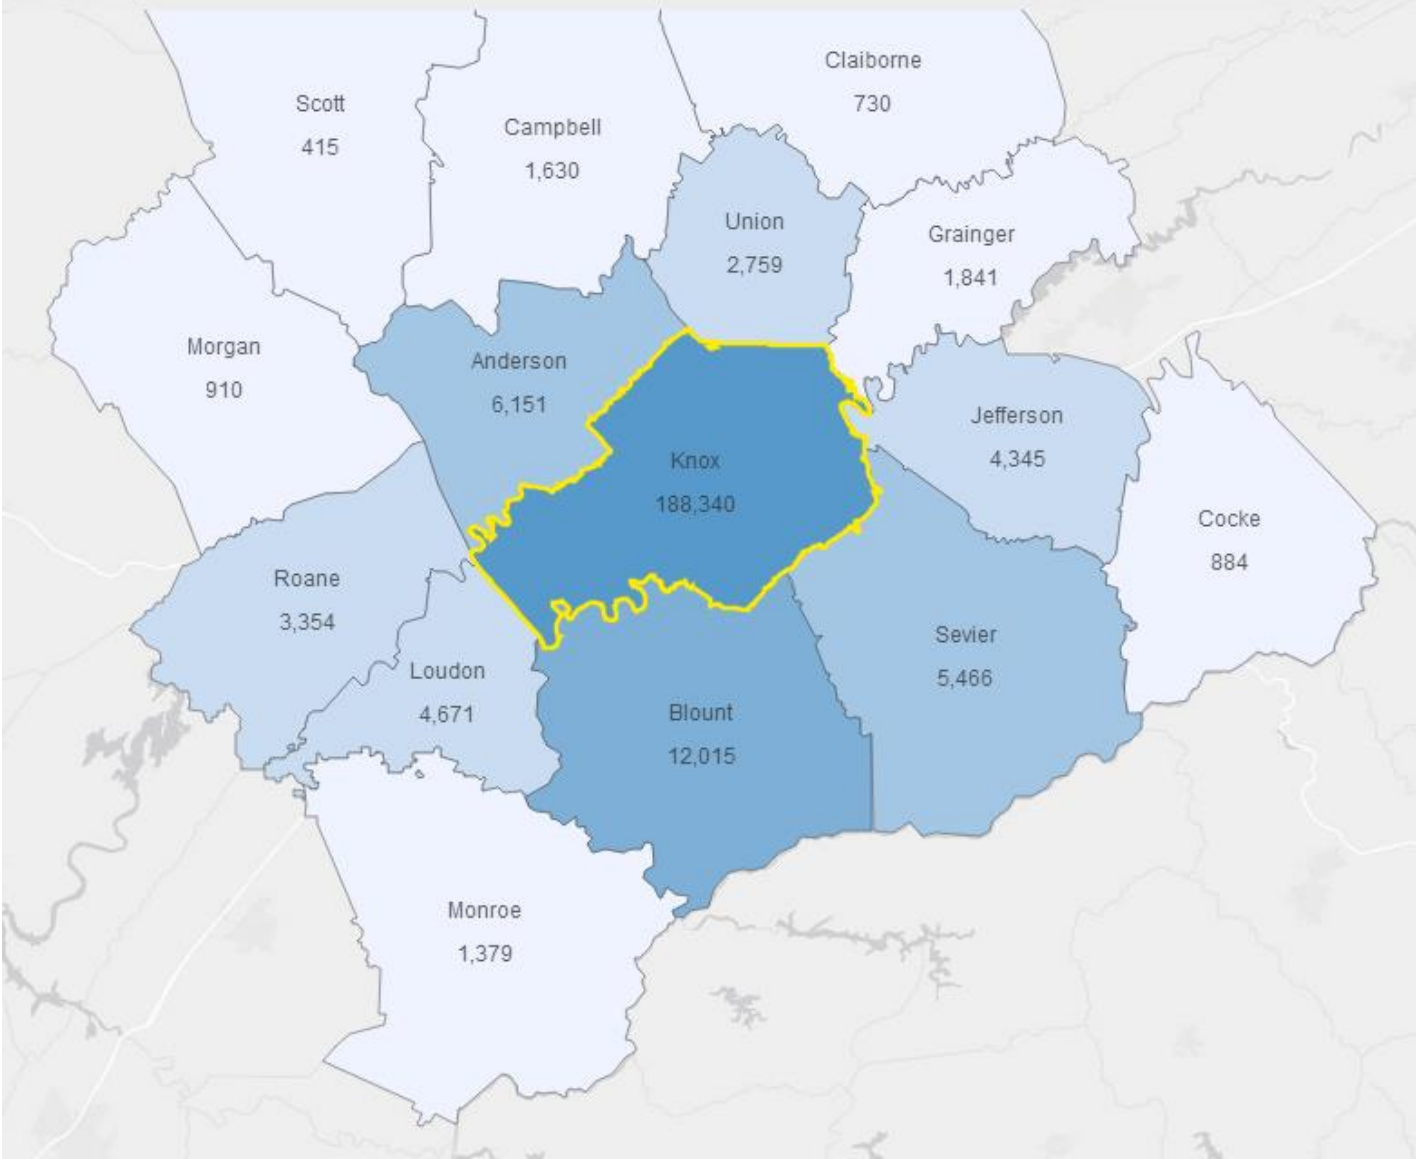 Claiborne
730
Scott
415
Campbell
1,630
Union
2,759
Grainger
1,841
Morgan
910
Anderson
6,151
Jefferson
4,345
Knox
188,340
Cocke
884
Roane
3,354
Sevier
5,466
Loudon
4,671
Blount
12,015
Monroe
1,379